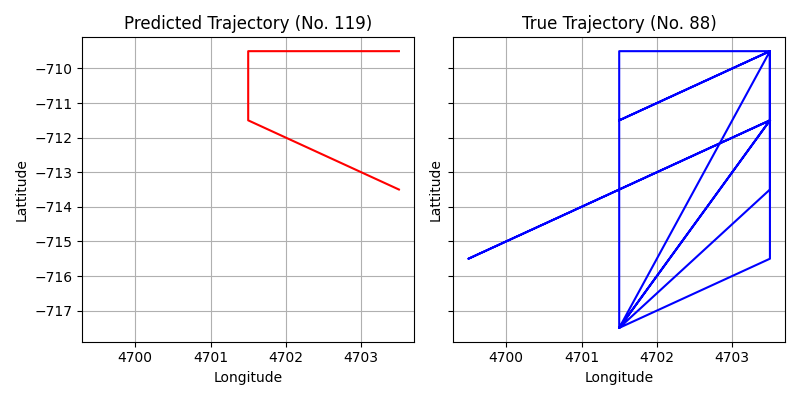 Predicted Trajectory (No. 119)
True Trajectory (No. 88)
Lattitude
−710
−711
−712
−713
−714
−715
−716
−717
4700
4701
4702
4703
Longitude
Lattitude
4700
4701
4702
4703
Longitude